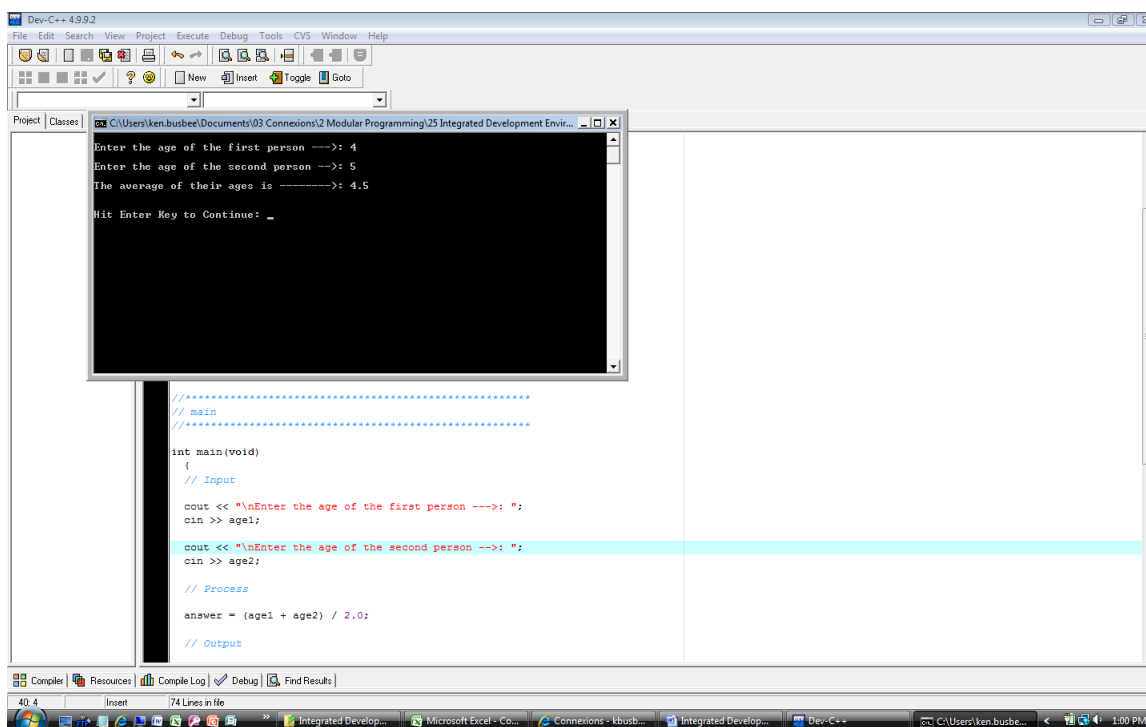 Dev-C++ 4.9.9.2
File Edit Search View Project Execute Debug Tools CVS Window Help
New Insert Toggle Goto
Project Classes
C:\Users\ken.busbee\Documents\03 Connexions\2 Modular Programming\25 Integrated Development Envir...
Enter the age of the first person --->: 4
Enter the age of the second person -->: 5
The average of their ages is -------->: 4.5
Hit Enter Key to Continue: _
//******************************************************
// main
//******************************************************
int main(void)
{
// Input
cout << "\nEnter the age of the first person --->: ";
cin >> age1;
cout << "\nEnter the age of the second person -->: ";
cin >> age2;
// Process
answer = (age1 + age2) / 2.0;
// Output
Compiler Resources Compile Log Debug Find Results
40: 4 Insert 74 Lines in file
Integrated Develop... Microsoft Excel - Co... Connexions - kbusb... Integrated Develop... Dev-C++ C:\Users\ken.busbe... 1:00 PM